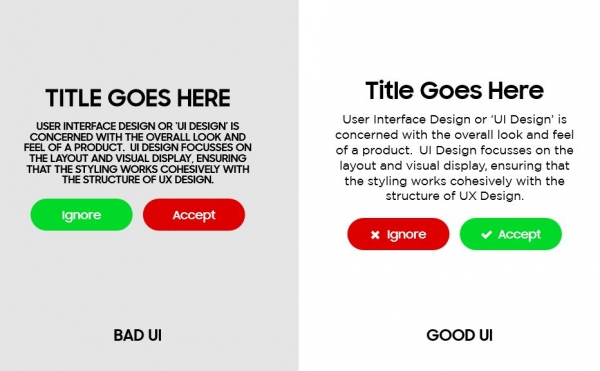 TITLE GOES HERE
USER INTERFACE DESIGN OR 'UI DESIGN' IS
CONCERNED WITH THE OVERALL LOOK AND
FEEL OF A PRODUCT.  UI DESIGN FOCUSSES ON
THE LAYOUT AND VISUAL DISPLAY, ENSURING
THAT THE STYLING WORKS COHESIVELY WITH
THE STRUCTURE OF UX DESIGN.
Ignore
Accept
BAD UI
Title Goes Here
User Interface Design or ‘UI Design’ is
concerned with the overall look and feel
of a product.  UI Design focusses on the
layout and visual display, ensuring that
the styling works cohesively with the
structure of UX Design.
✖ Ignore
✔ Accept
GOOD UI